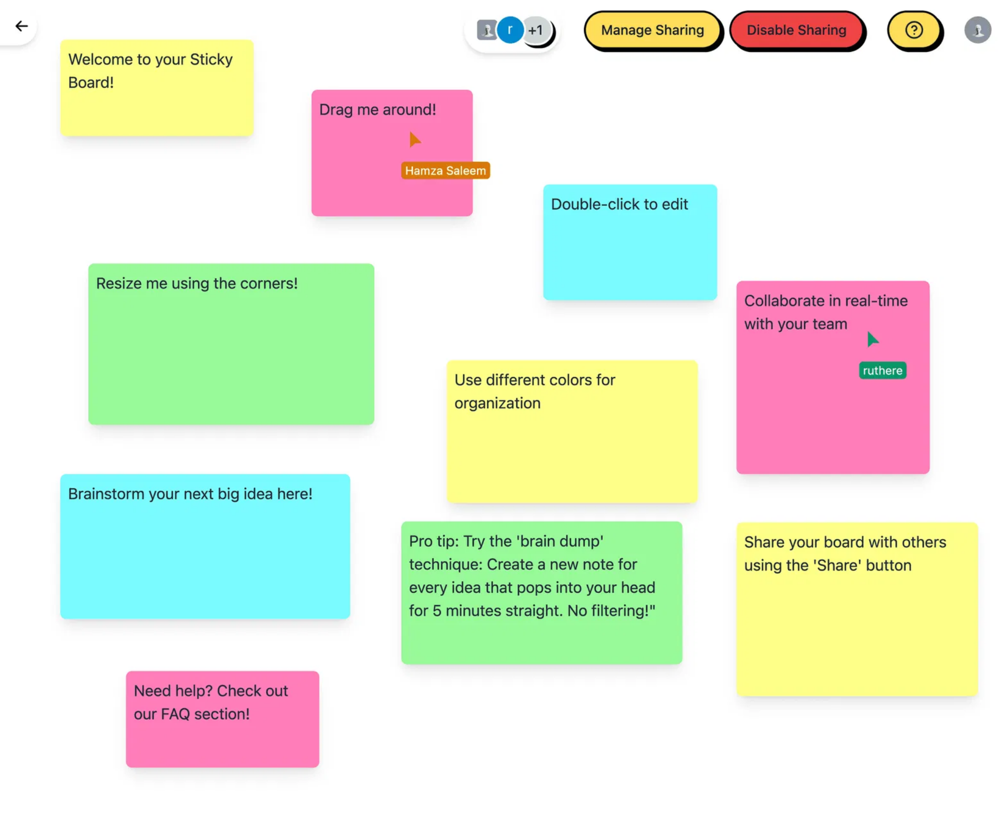 r
+1
Manage Sharing
Disable Sharing
?
Welcome to your Sticky
Board!
Drag me around!
Hamza Saleem
Double-click to edit
Resize me using the corners!
Collaborate in real-time
with your team
ruthere
Use different colors for
organization
Brainstorm your next big idea here!
Pro tip: Try the 'brain dump'
technique: Create a new note for
every idea that pops into your head
for 5 minutes straight. No filtering!"
Share your board with others
using the 'Share' button
Need help? Check out
our FAQ section!